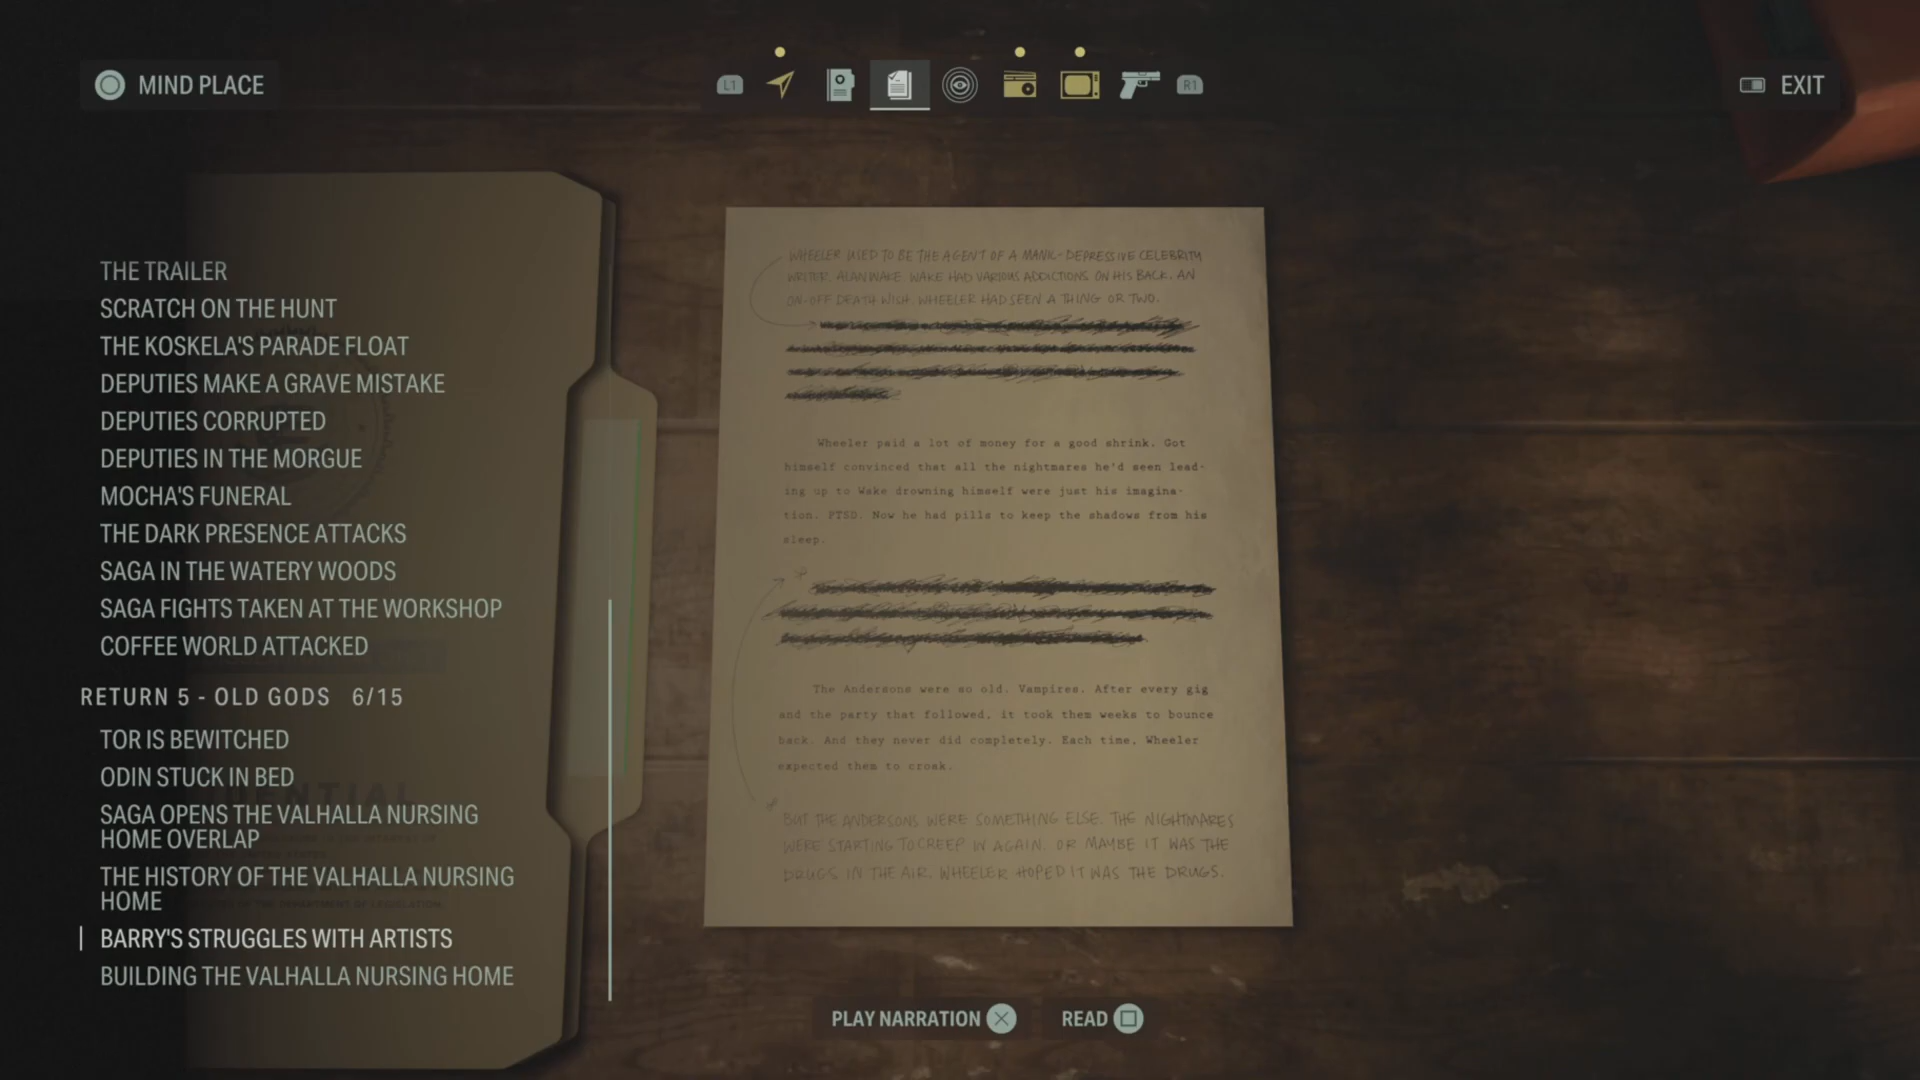 MIND PLACE
L1
R1
EXIT
THE TRAILER
SCRATCH ON THE HUNT
THE KOSKELA'S PARADE FLOAT
DEPUTIES MAKE A GRAVE MISTAKE
DEPUTIES CORRUPTED
DEPUTIES IN THE MORGUE
MOCHA'S FUNERAL
THE DARK PRESENCE ATTACKS
SAGA IN THE WATERY WOODS
SAGA FIGHTS TAKEN AT THE WORKSHOP
COFFEE WORLD ATTACKED
RETURN 5 - OLD GODS 6/15
TOR IS BEWITCHED
ODIN STUCK IN BED
SAGA OPENS THE VALHALLA NURSING
HOME OVERLAP
THE HISTORY OF THE VALHALLA NURSING
HOME
BARRY'S STRUGGLES WITH ARTISTS
BUILDING THE VALHALLA NURSING HOME
WHEELER USED TO BE THE AGENT OF A MANIC-DEPRESSIVE CELEBRITY
WRITER, ALAN WAKE. WAKE HAD VARIOUS ADDICTIONS ON HIS BACK. AN
ON-OFF DEATH WISH. WHEELER HAD SEEN A THING OR TWO.
Wheeler paid a lot of money for a good shrink. Got
himself convinced that all the nightmares he'd seen lead-
ing up to Wake drowning himself were just his imagina-
tion. PTSD. Now he had pills to keep the shadows from his
sleep.
The Andersons were so old. Vampires. After every gig
and the party that followed, it took them weeks to bounce
back. And they never did completely. Each time, Wheeler
expected them to croak.
BUT THE ANDERSONS WERE SOMETHING ELSE. THE NIGHTMARES
WERE STARTING TO CREEP IN AGAIN. OR MAYBE IT WAS THE
DRUGS IN THE AIR. WHEELER HOPED IT WAS THE DRUGS.
PLAY NARRATION
READ